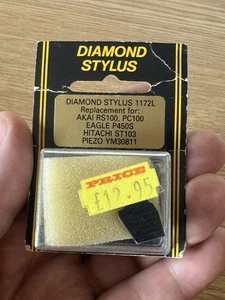 DIAMOND
STYLUS
DIAMOND STYLUS 1172L
Replacement for:
AKAI RS100, PC100
EAGLE P450S
HITACHI ST103
PIEZO YM30811
PRICE
£12.95